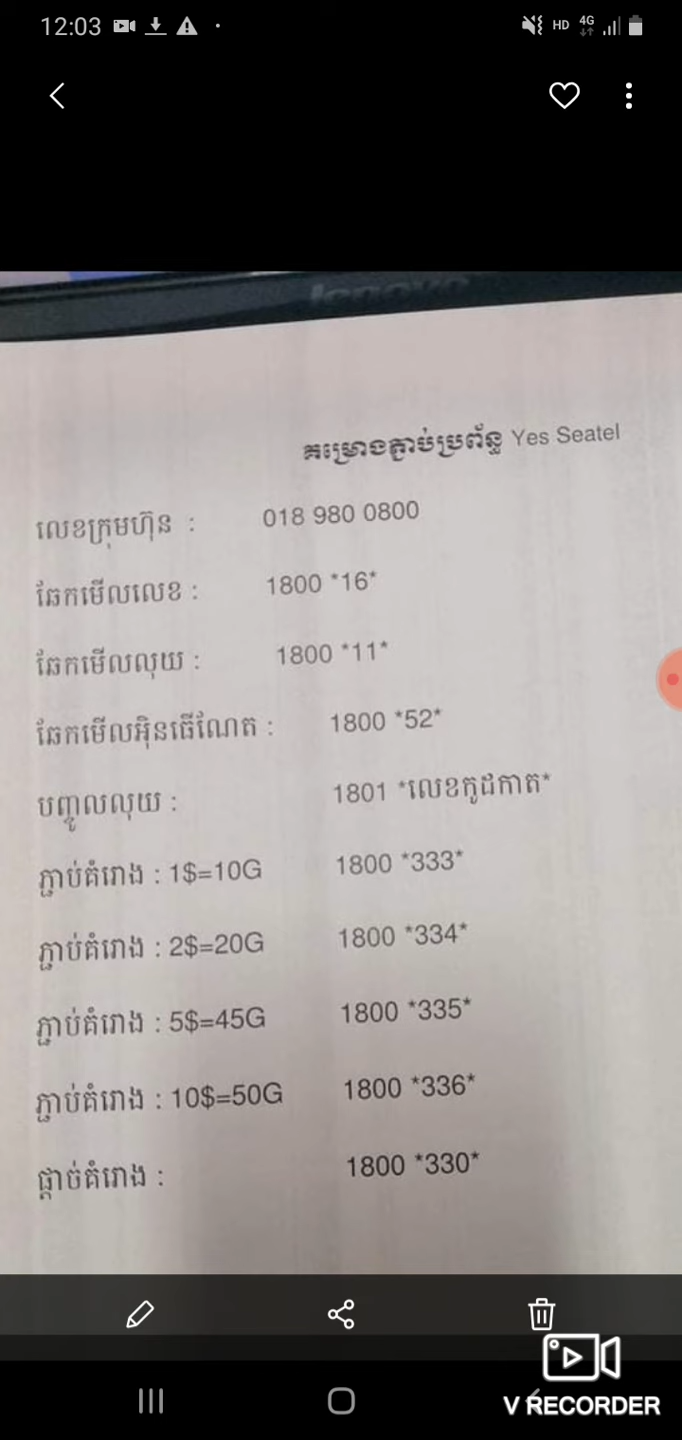 12:03
HD 4G
lenovo
គម្រោងភ្ជាប់ប្រព័ន្ធ Yes Seatel
លេខក្រុមហ៊ុន : 018 980 0800
ឆែកមើលលេខ : 1800 *16*
ឆែកមើលលុយ : 1800 *11*
ឆែកមើលអ៊ិនធើណែត : 1800 *52*
បញ្ចូលលុយ : 1801 *លេខកូដកាត*
ភ្ជាប់គំរោង : 1$=10G 1800 *333*
ភ្ជាប់គំរោង : 2$=20G 1800 *334*
ភ្ជាប់គំរោង : 5$=45G 1800 *335*
ភ្ជាប់គំរោង : 10$=50G 1800 *336*
ផ្ដាច់គំរោង : 1800 *330*
V RECORDER